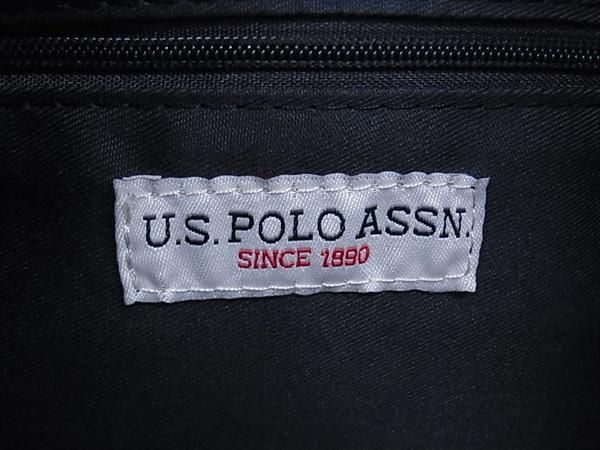 U.S. POLO ASSN.
SINCE 1890